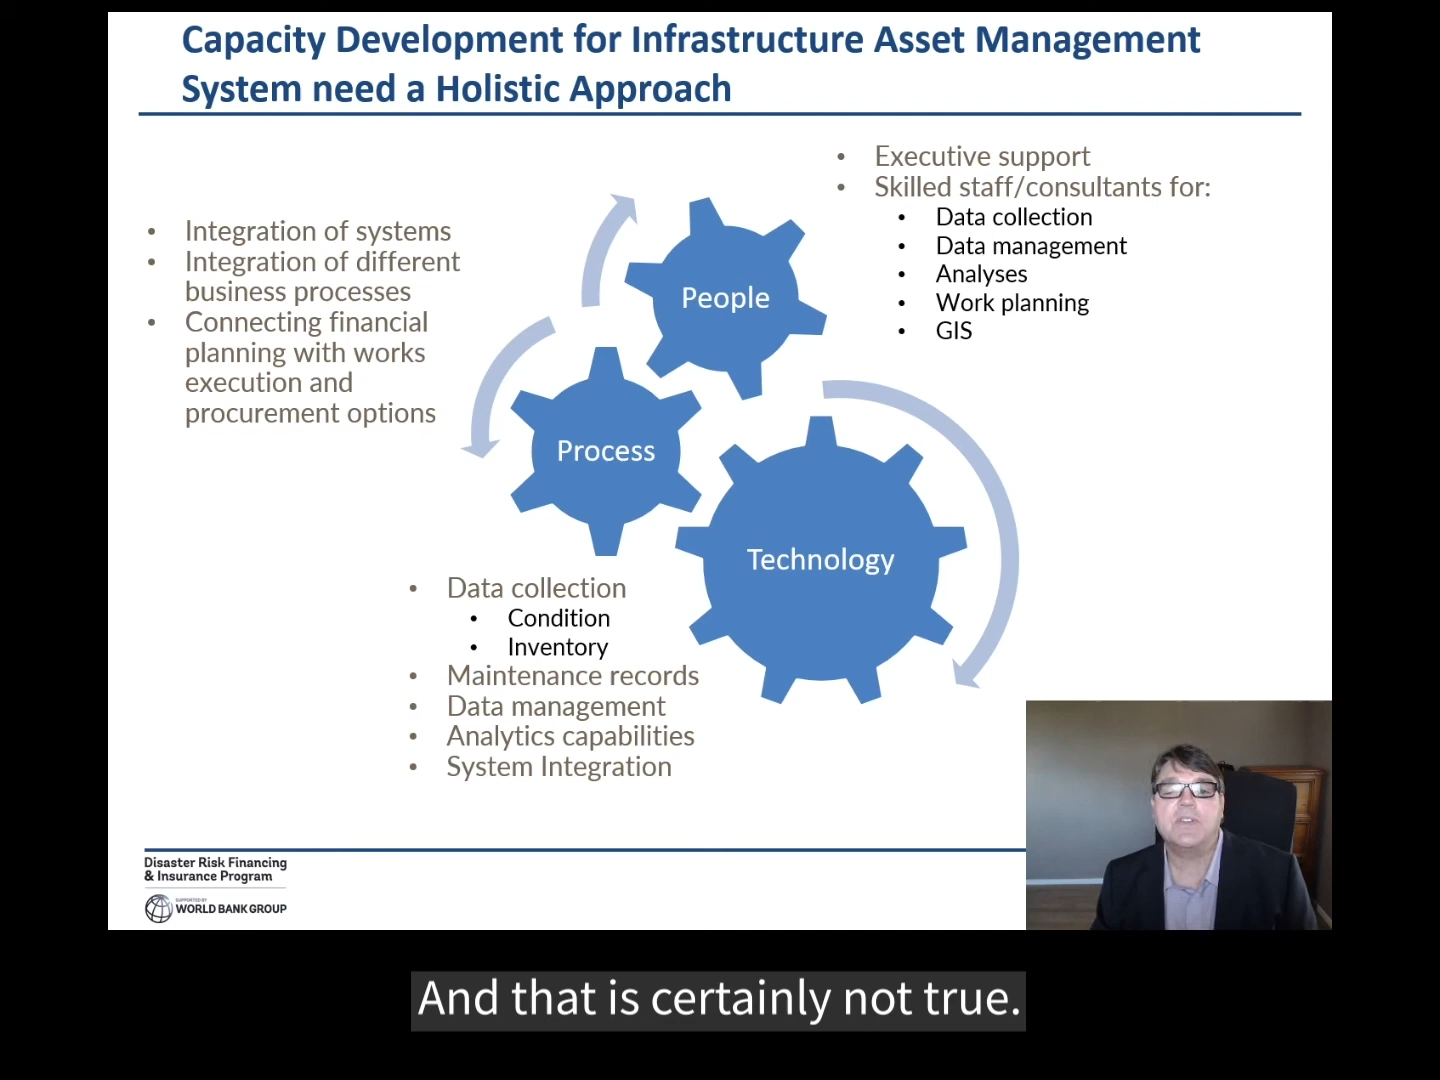 Capacity Development for Infrastructure Asset Management
System need a Holistic Approach
• Integration of systems
• Integration of different
business processes
• Connecting financial
planning with works
execution and
procurement options
• Executive support
• Skilled staff/consultants for:
• Data collection
• Data management
• Analyses
• Work planning
• GIS
People
Process
Technology
• Data collection
• Condition
• Inventory
• Maintenance records
• Data management
• Analytics capabilities
• System Integration
Disaster Risk Financing
& Insurance Program
SUPPORTED BY
WORLD BANK GROUP
And that is certainly not true.